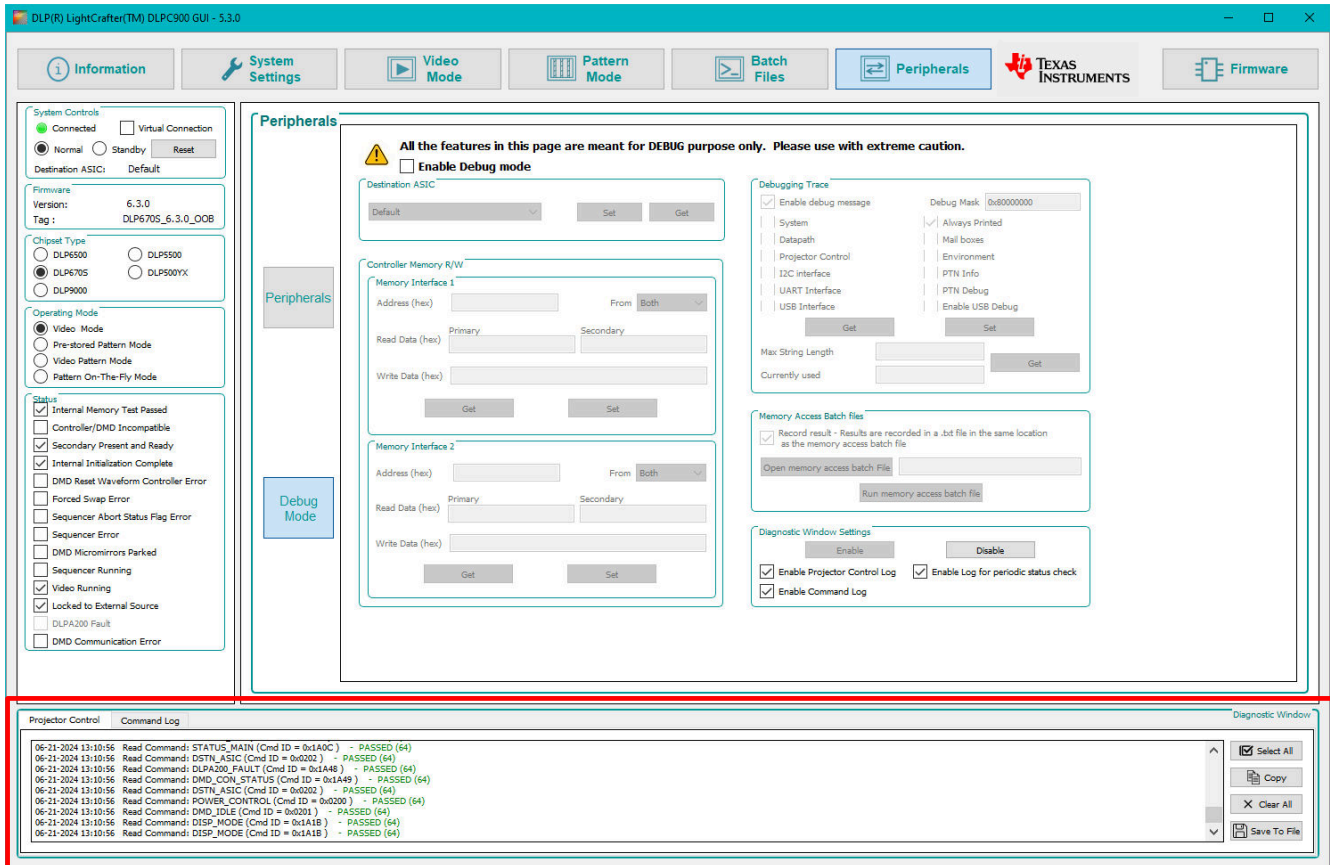 DLP(R) LightCrafter(TM) DLPC900 GUI - 5.3.0
Information
System Settings
Video Mode
Pattern Mode
Batch Files
Peripherals
TEXAS INSTRUMENTS
Firmware
System Controls
Connected
Virtual Connection
Normal
Standby
Reset
Destination ASIC: Default
Firmware
Version: 6.3.0
Tag : DLP670S_6.3.0_OOB
Chipset Type
DLP6500
DLP5500
DLP670S
DLP500YX
DLP9000
Operating Mode
Video Mode
Pre-stored Pattern Mode
Video Pattern Mode
Pattern On-The-Fly Mode
Status
Internal Memory Test Passed
Controller/DMD Incompatible
Secondary Present and Ready
Internal Initialization Complete
DMD Reset Waveform Controller Error
Forced Swap Error
Sequencer Abort Status Flag Error
Sequencer Error
DMD Micromirrors Parked
Sequencer Running
Video Running
Locked to External Source
DLPA200 Fault
DMD Communication Error
Peripherals
Peripherals
Debug Mode
All the features in this page are meant for DEBUG purpose only. Please use with extreme caution.
Enable Debug mode
Destination ASIC
Default
Set
Get
Controller Memory R/W
Memory Interface 1
Address (hex)
From Both
Primary
Secondary
Read Data (hex)
Write Data (hex)
Get
Set
Memory Interface 2
Address (hex)
From Both
Primary
Secondary
Read Data (hex)
Write Data (hex)
Get
Set
Debugging Trace
Enable debug message
Debug Mask 0x80000000
System
Always Printed
Datapath
Mail boxes
Projector Control
Environment
I2C interface
PTN Info
UART Interface
PTN Debug
USB Interface
Enable USB Debug
Get
Set
Max String Length
Get
Currently used
Memory Access Batch files
Record result - Results are recorded in a .txt file in the same location
as the memory access batch file
Open memory access batch File
Run memory access batch file
Diagnostic Window Settings
Enable
Disable
Enable Projector Control Log
Enable Log for periodic status check
Enable Command Log
Projector Control
Command Log
Diagnostic Window
06-21-2024 13:10:56 Read Command: STATUS_MAIN (Cmd ID = 0x1A0C ) - PASSED (64)
06-21-2024 13:10:56 Read Command: DSTN_ASIC (Cmd ID = 0x0202 ) - PASSED (64)
06-21-2024 13:10:56 Read Command: DLPA200_FAULT (Cmd ID = 0x1A48 ) - PASSED (64)
06-21-2024 13:10:56 Read Command: DMD_CON_STATUS (Cmd ID = 0x1A49 ) - PASSED (64)
06-21-2024 13:10:56 Read Command: DSTN_ASIC (Cmd ID = 0x0202 ) - PASSED (64)
06-21-2024 13:10:56 Read Command: POWER_CONTROL (Cmd ID = 0x0200 ) - PASSED (64)
06-21-2024 13:10:56 Read Command: DMD_IDLE (Cmd ID = 0x0201 ) - PASSED (64)
06-21-2024 13:10:56 Read Command: DISP_MODE (Cmd ID = 0x1A1B ) - PASSED (64)
06-21-2024 13:10:56 Read Command: DISP_MODE (Cmd ID = 0x1A1B ) - PASSED (64)
Select All
Copy
Clear All
Save To File